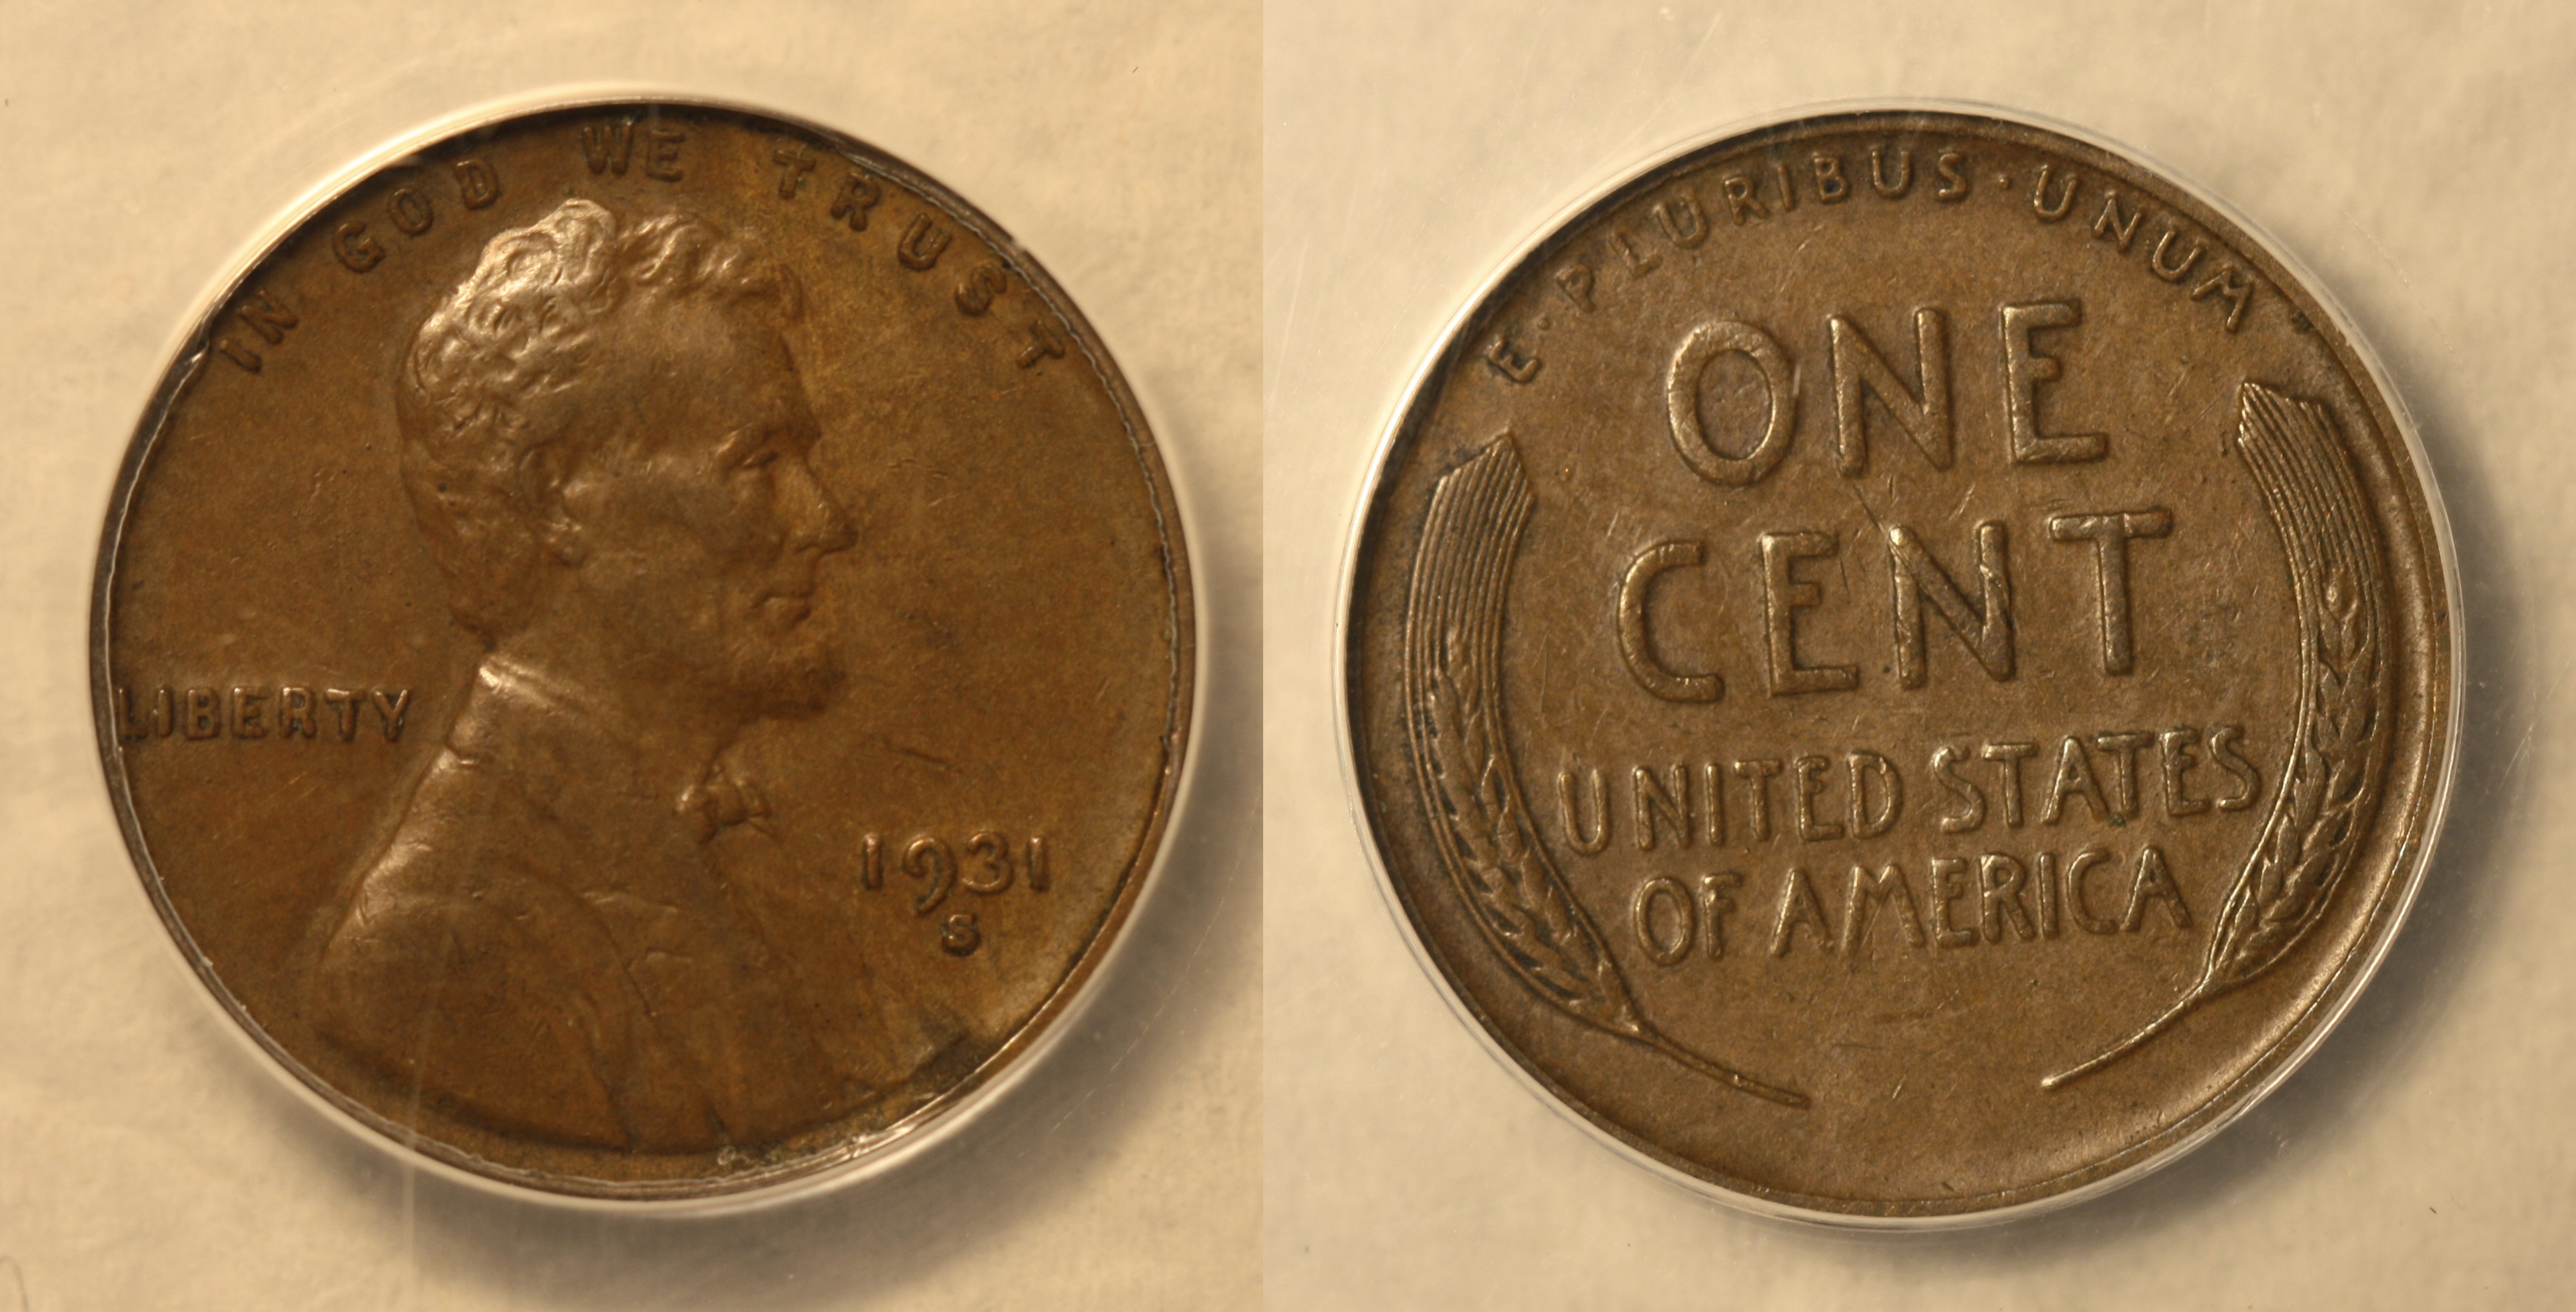 IN GOD WE TRUST
LIBERTY
1931
S
E·PLURIBUS·UNUM
ONE
CENT
UNITED STATES
OF AMERICA